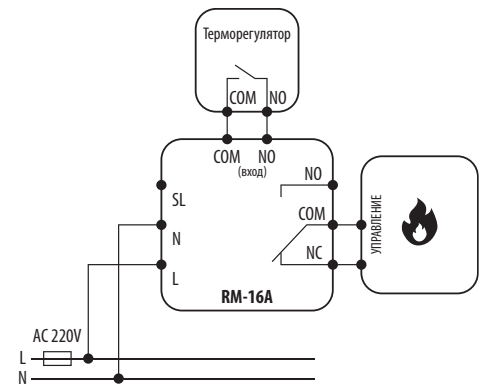 Терморегулятор
COM NO
COM NO
(вход)
NO
SL
COM
N
NC
L
УПРАВЛЕНИЕ
RM-16A
AC 220V
L
N